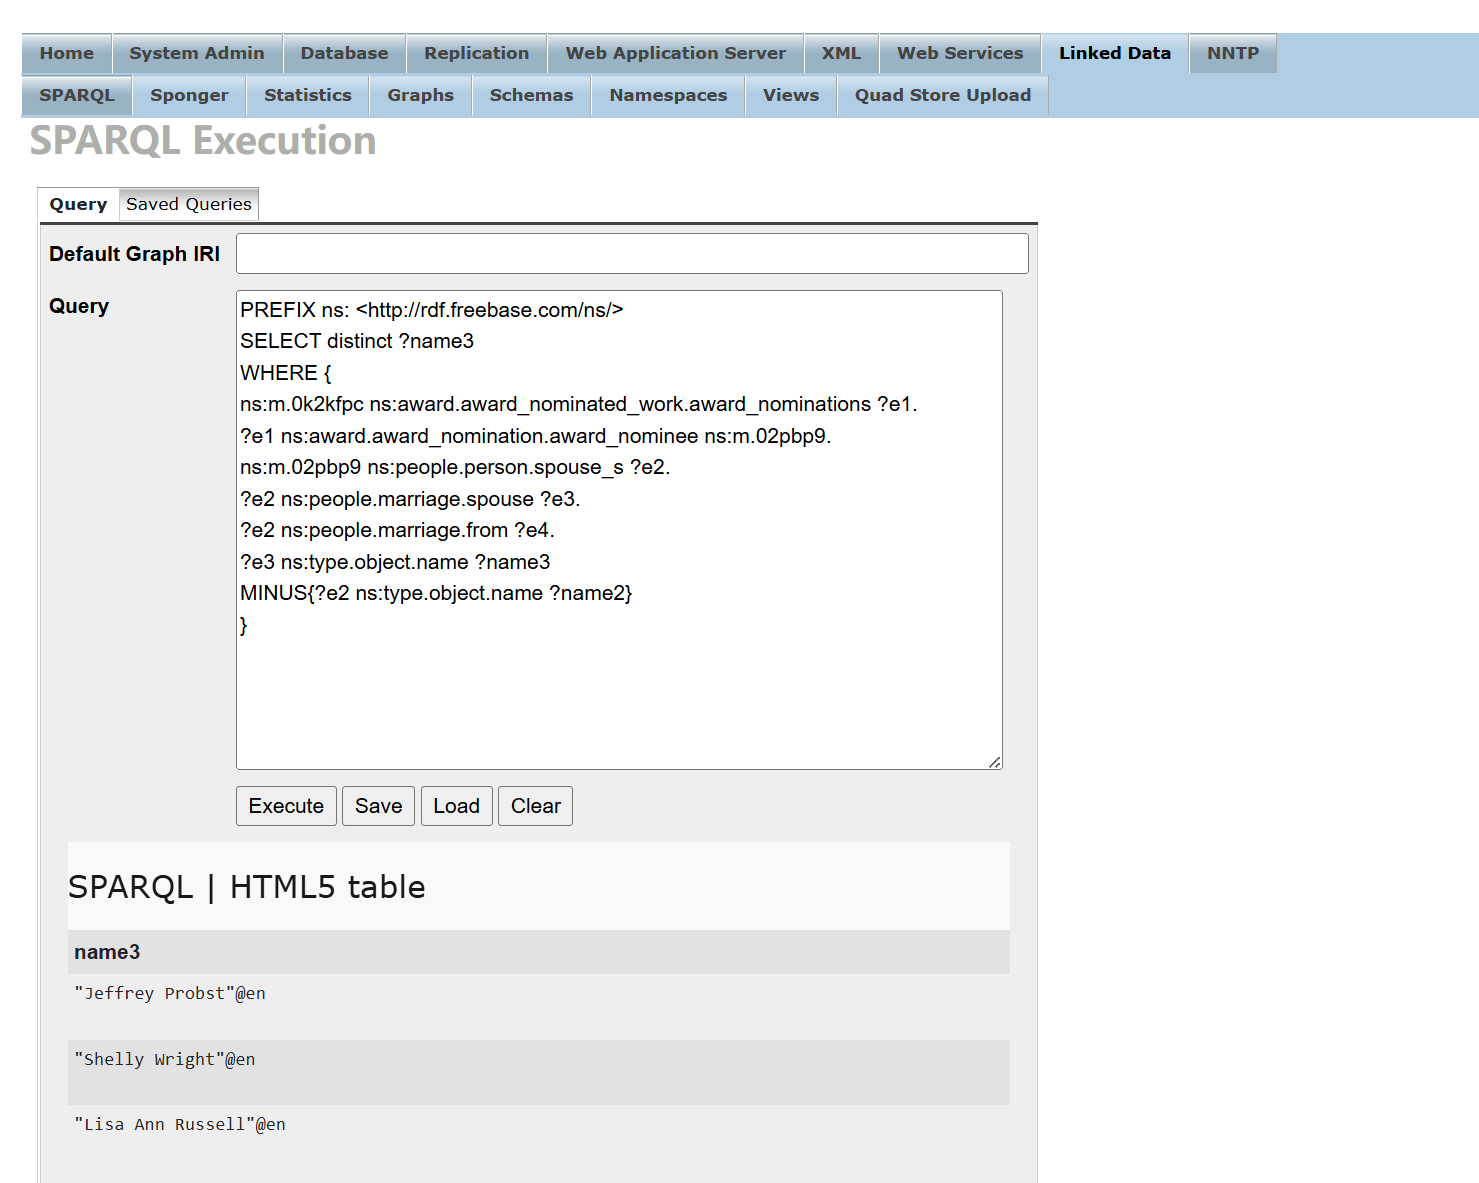 Home System Admin Database Replication Web Application Server XML Web Services Linked Data NNTP
SPARQL Sponger Statistics Graphs Schemas Namespaces Views Quad Store Upload
SPARQL Execution
Query Saved Queries
Default Graph IRI
Query
PREFIX ns: <http://rdf.freebase.com/ns/>
SELECT distinct ?name3
WHERE {
ns:m.0k2kfpc ns:award.award_nominated_work.award_nominations ?e1.
?e1 ns:award.award_nomination.award_nominee ns:m.02pbp9.
ns:m.02pbp9 ns:people.person.spouse_s ?e2.
?e2 ns:people.marriage.spouse ?e3.
?e2 ns:people.marriage.from ?e4.
?e3 ns:type.object.name ?name3
MINUS{?e2 ns:type.object.name ?name2}
}
Execute Save Load Clear
SPARQL | HTML5 table
name3
"Jeffrey Probst"@en
"Shelly Wright"@en
"Lisa Ann Russell"@en